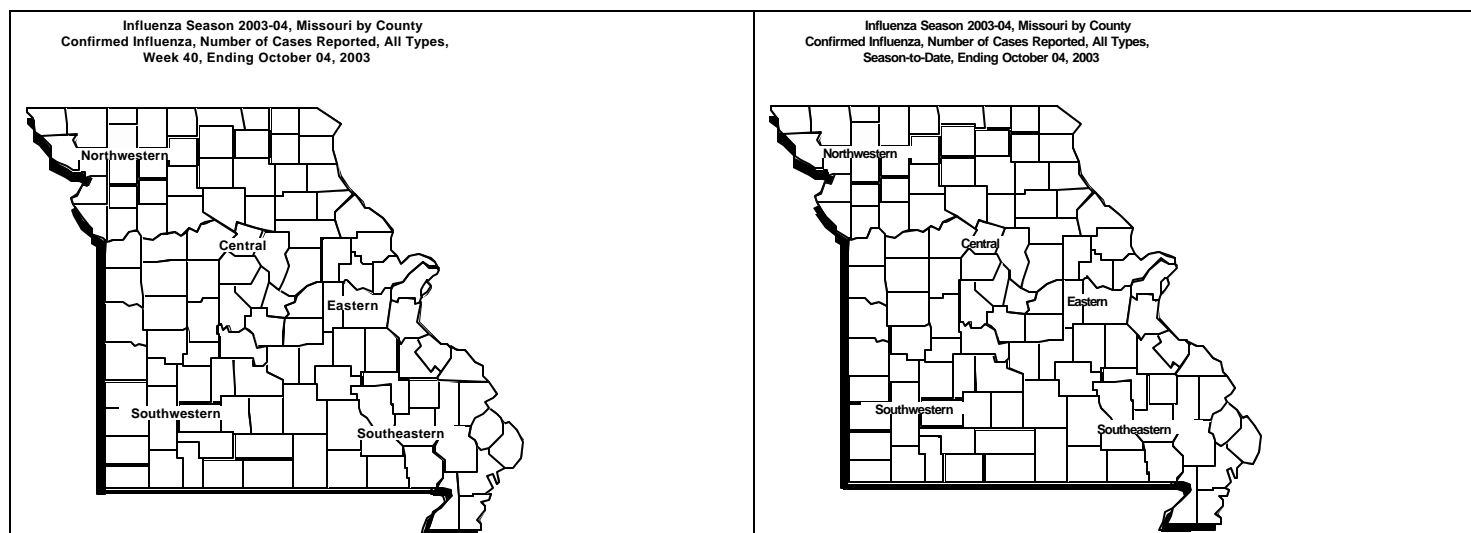 Influenza Season 2003-04, Missouri by County
Confirmed Influenza, Number of Cases Reported, All Types,
Week 40, Ending October 04, 2003
Northwestern
Central
Eastern
Southwestern
Southeastern
Influenza Season 2003-04, Missouri by County
Confirmed Influenza, Number of Cases Reported, All Types,
Season-to-Date, Ending October 04, 2003
Northwestern
Central
Eastern
Southwestern
Southeastern